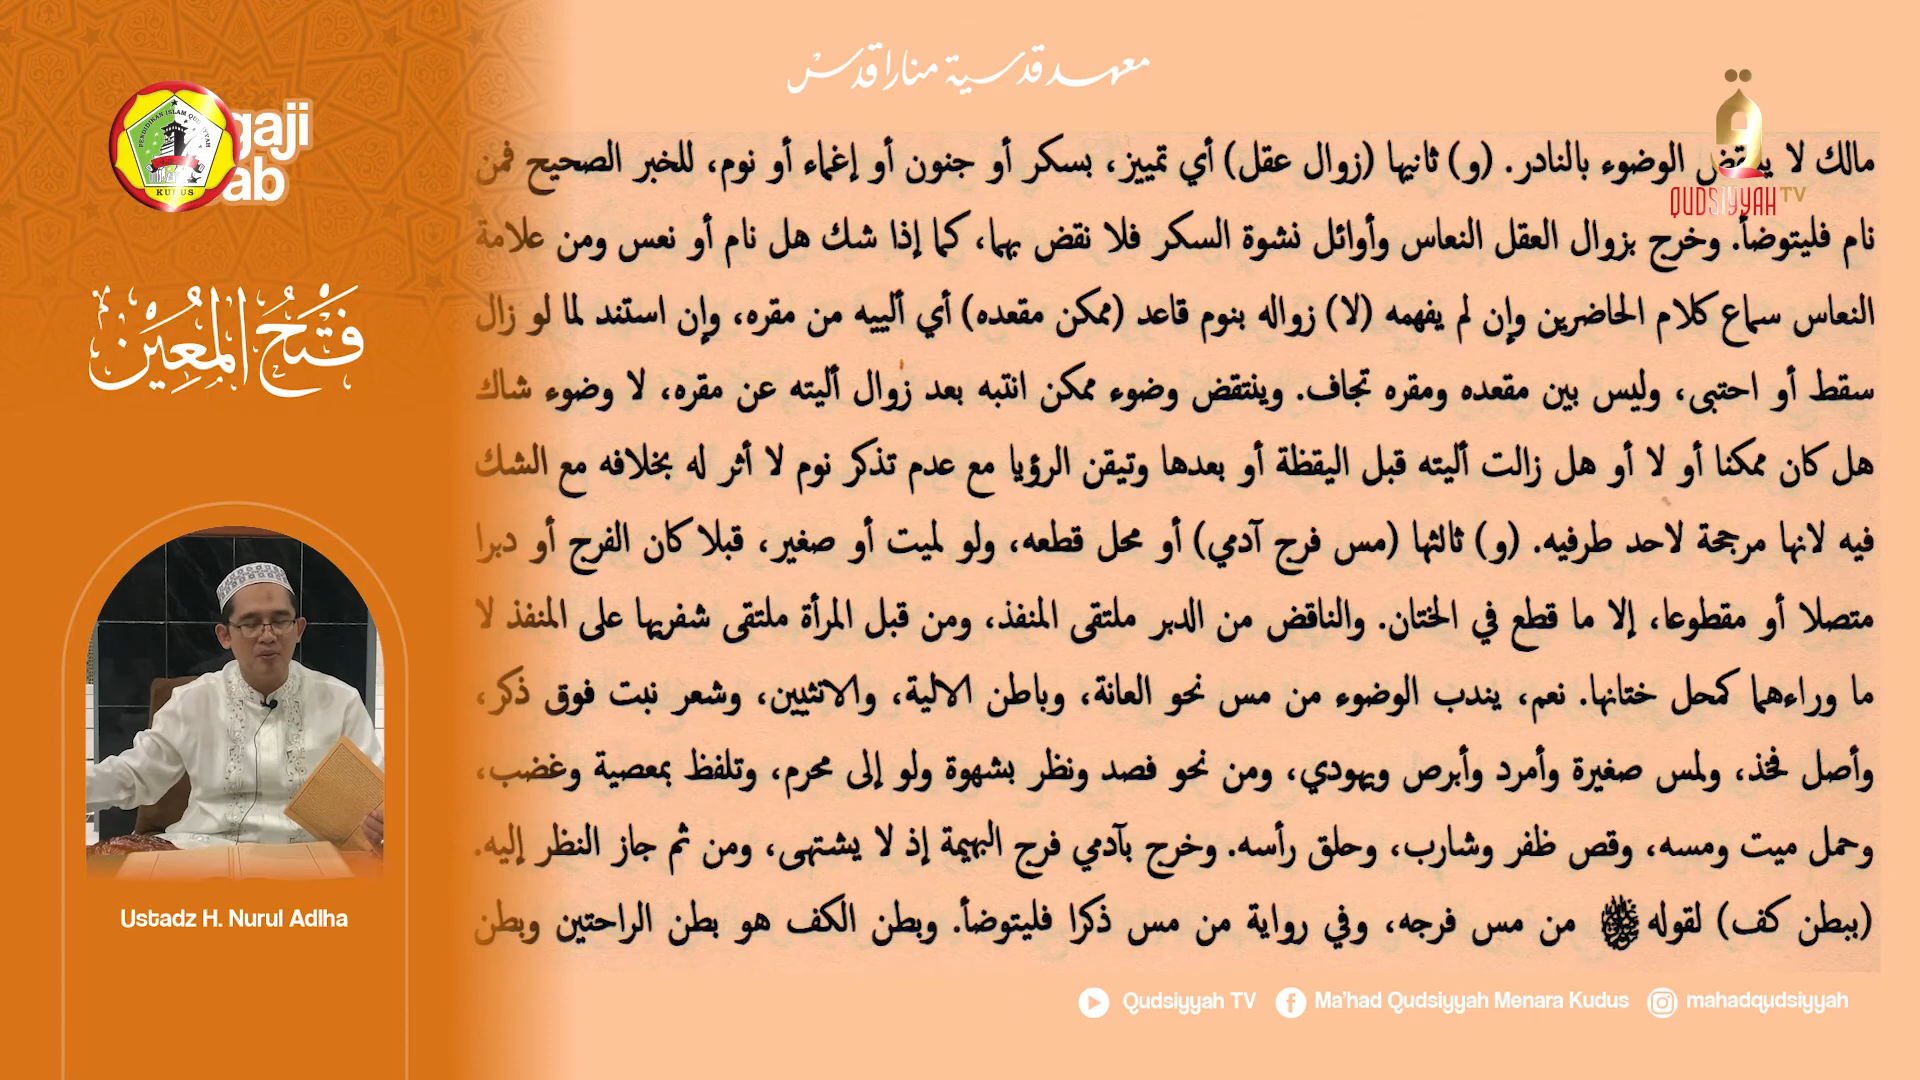 معهد قدسية منارا قدس
gaji
ab
PENDIDIKAN ISLAM QUDSIYYAH
KUDUS
QUDSIYYAH TV
فَتْحُ الْمُعِيْن
مالك لا ينقض الوضوء بالنادر. (و) ثانيها (زوال عقل) أي تمييز، بسكر أو جنون أو إغماء أو نوم، للخبر الصحيح فمن
نام فليتوضأ. وخرج بزوال العقل النعاس وأوائل نشوة السكر فلا نقض بهما، كما إذا شك هل نام أو نعس ومن علامة
النعاس سماع كلام الحاضرين وإن لم يفهمه (لا) زواله بنوم قاعد (ممكن مقعده) أي ألييه من مقره، وإن استند لما لو زال
سقط أو احتبى، وليس بين مقعده ومقره تجاف. وينتقض وضوء ممكن انتبه بعد زوال أليته عن مقره، لا وضوء شاك
هل كان ممكنا أو لا أو هل زالت أليته قبل اليقظة أو بعدها وتيقن الرؤيا مع عدم تذكر نوم لا أثر له بخلافه مع الشك
فيه لانها مرجحة لاحد طرفيه. (و) ثالثها (مس فرج آدمي) أو محل قطعه، ولو لميت أو صغير، قبلا كان الفرج أو دبرا
متصلا أو مقطوعا، إلا ما قطع في الختان. والناقض من الدبر ملتقى المنفذ، ومن قبل المرأة ملتقى شفريها على المنفذ لا
ما وراءهما كمحل ختانها. نعم، يندب الوضوء من مس نحو العانة، وباطن الالية، والانثيين، وشعر نبت فوق ذكر،
وأصل فخذ، ولمس صغيرة وأمرد وأبرص ويهودي، ومن نحو فصد ونظر بشهوة ولو إلى محرم، وتلفظ بمعصية وغضب،
وحمل ميت ومسه، وقص ظفر وشارب، وحلق رأسه. وخرج بآدمي فرج البهيمة إذ لا يشتهى، ومن ثم جاز النظر إليه.
(ببطن كف) لقوله ﷺ من مس فرجه، وفي رواية من مس ذكرا فليتوضأ. وبطن الكف هو بطن الراحتين وبطن
Ustadz H. Nurul Adlha
Qudsiyyah TV Ma'had Qudsiyyah Menara Kudus mahadqudsiyyah